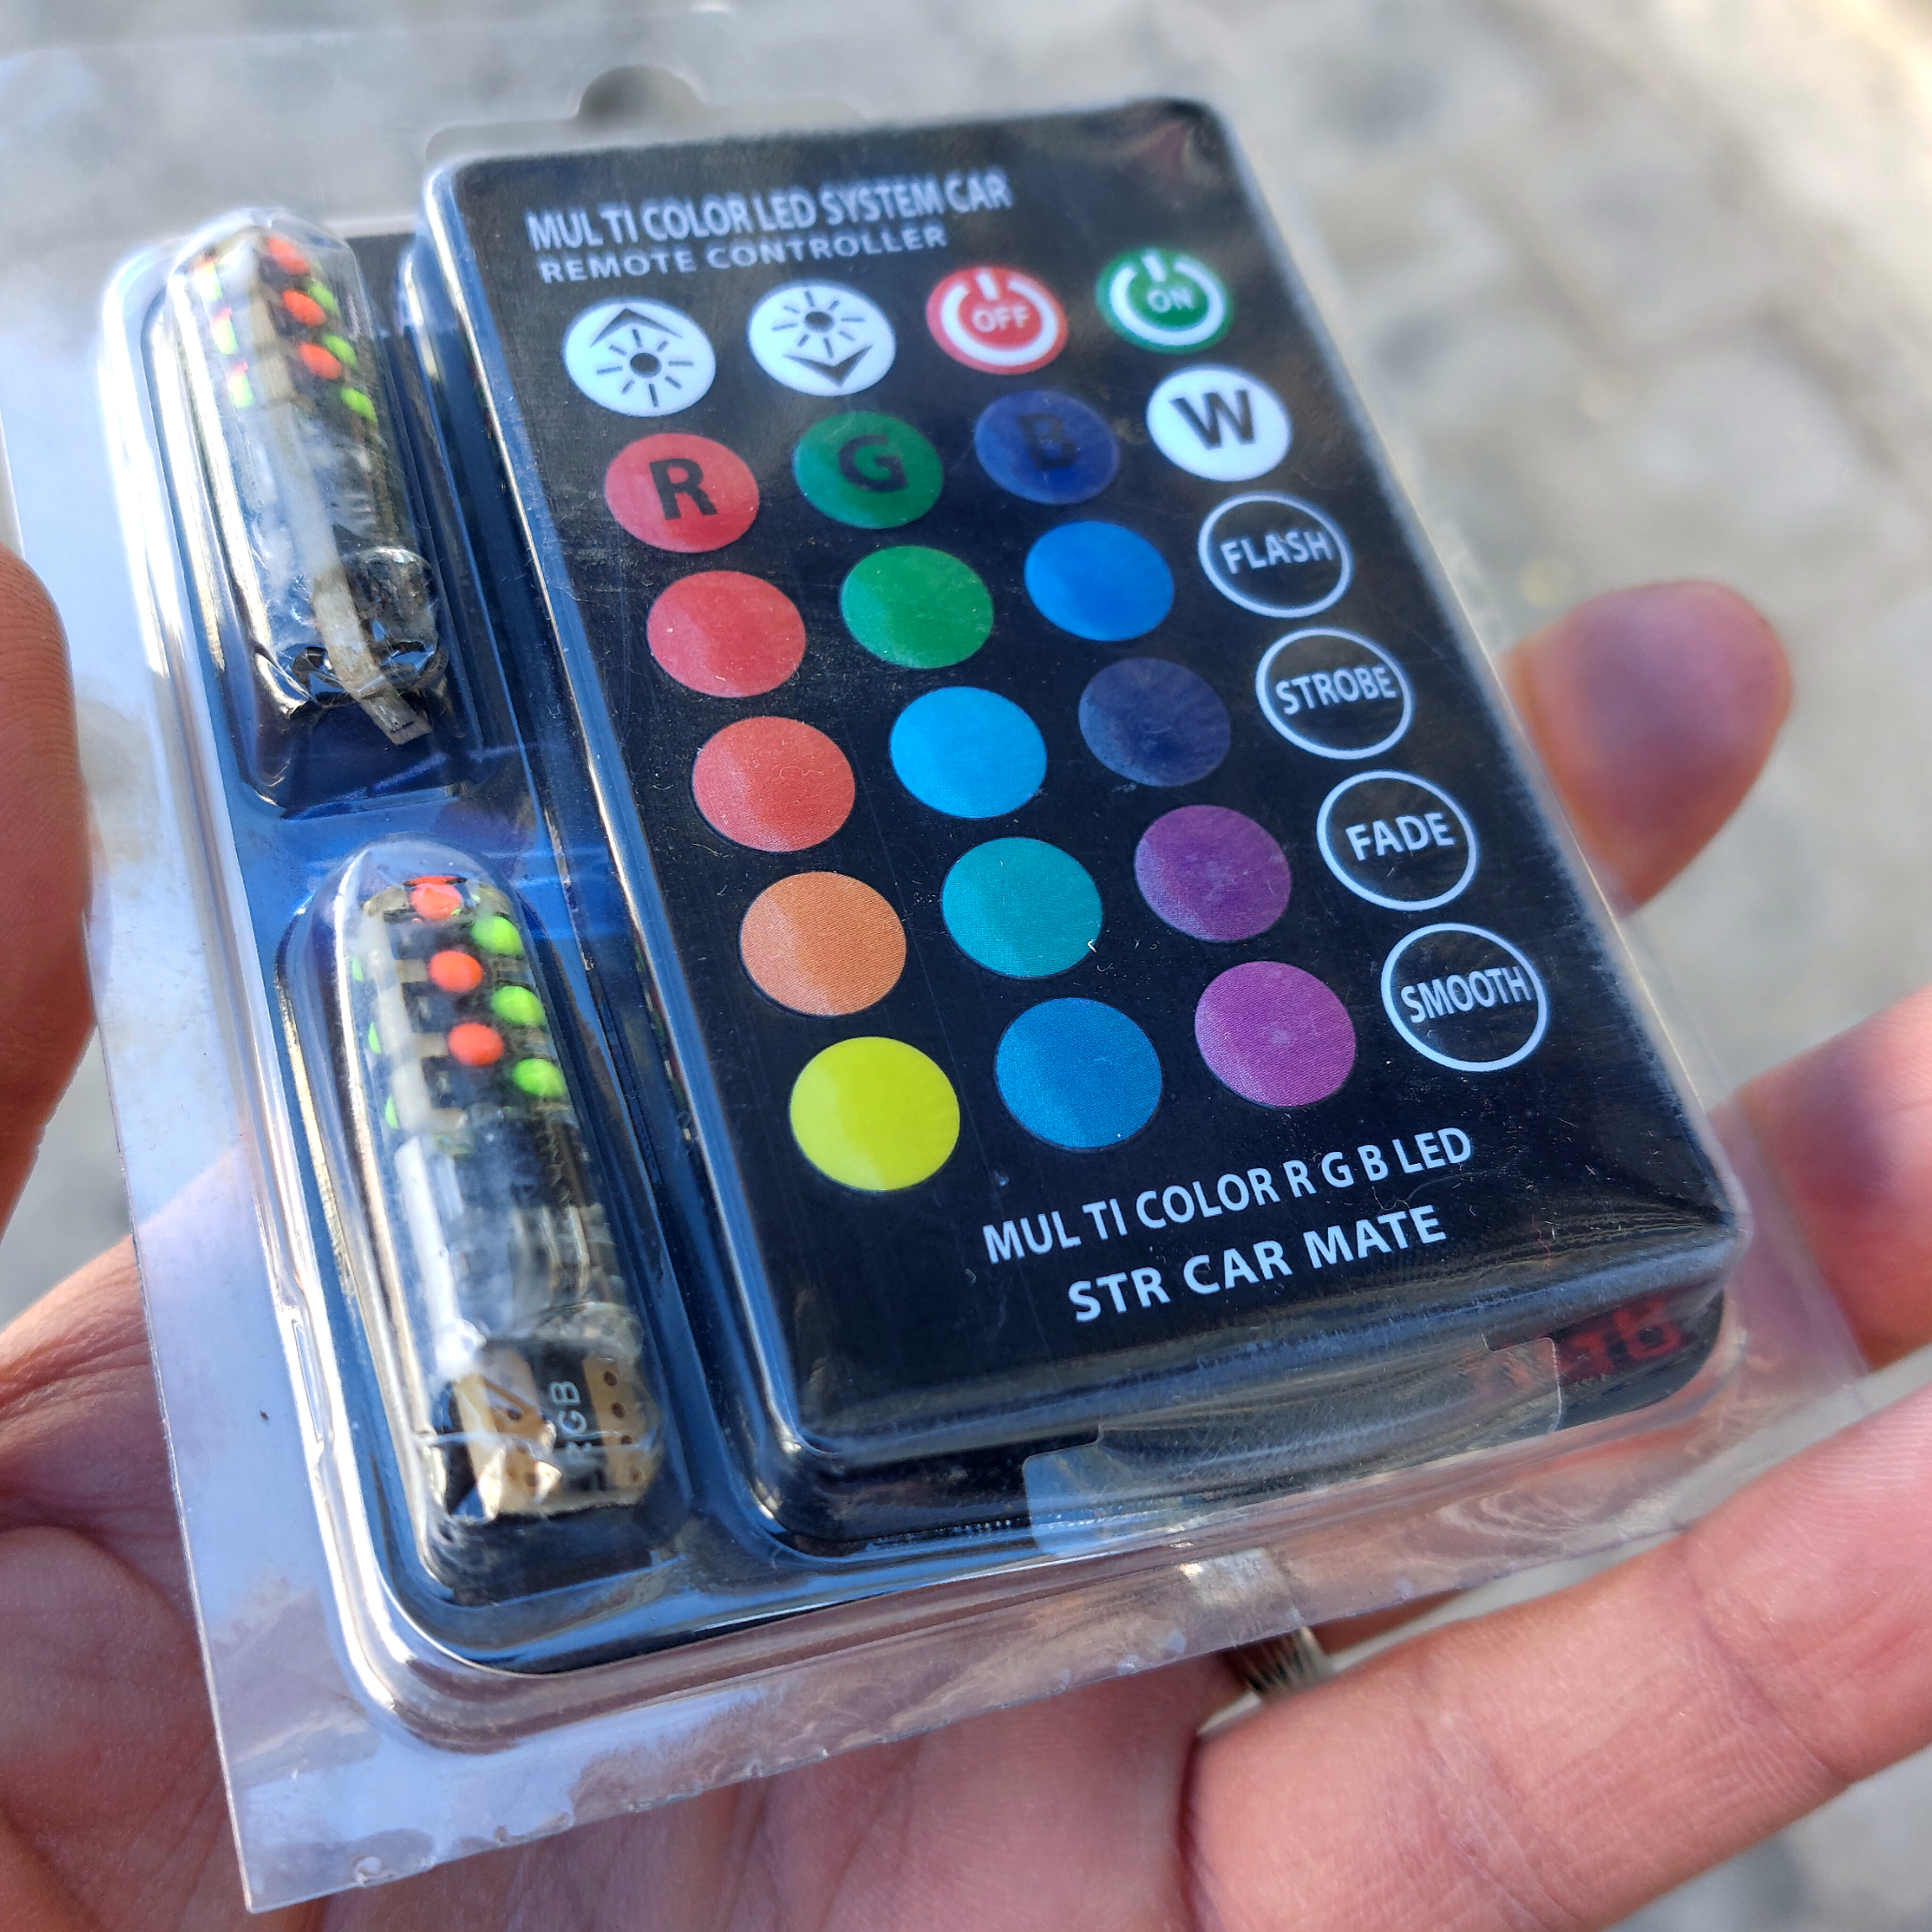 MUL TI COLOR LED SYSTEM CAR
REMOTE CONTROLLER
OFF
ON
R
G
B
W
FLASH
STROBE
FADE
SMOOTH
MUL TI COLOR R G B LED
STR CAR MATE
RGB